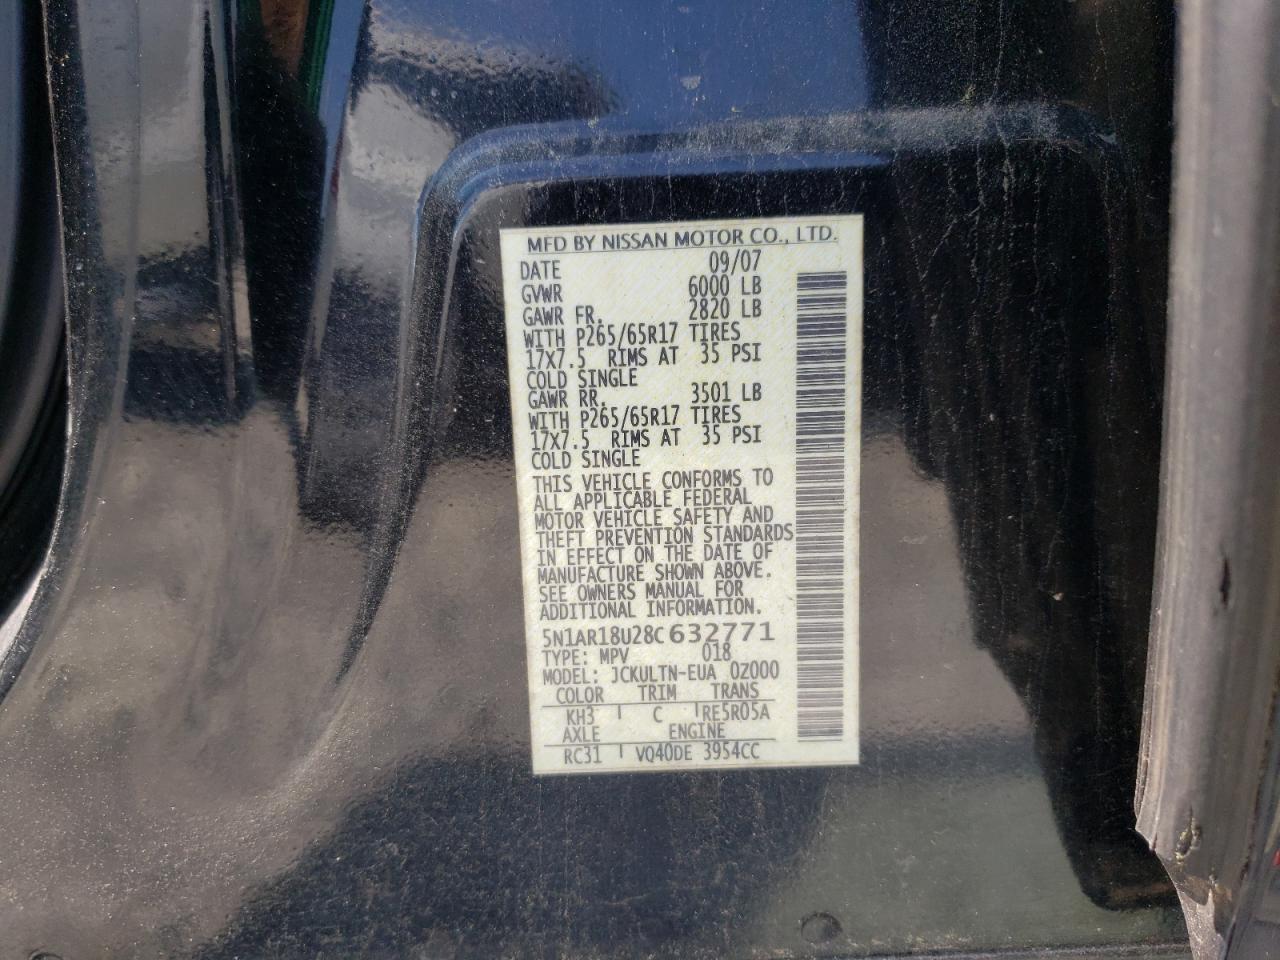 MFD BY NISSAN MOTOR CO., LTD.
DATE 09/07
GVWR 6000 LB
GAWR FR. 2820 LB
WITH P265/65R17 TIRES
17X7.5 RIMS AT 35 PSI
COLD SINGLE
GAWR RR. 3501 LB
WITH P265/65R17 TIRES
17X7.5 RIMS AT 35 PSI
COLD SINGLE
THIS VEHICLE CONFORMS TO
ALL APPLICABLE FEDERAL
MOTOR VEHICLE SAFETY AND
THEFT PREVENTION STANDARDS
IN EFFECT ON THE DATE OF
MANUFACTURE SHOWN ABOVE.
SEE OWNERS MANUAL FOR
ADDITIONAL INFORMATION.
5N1AR18U28C632771
TYPE: MPV 018
MODEL: JCKULTN-EUA 0Z000
COLOR TRIM TRANS
KH3 C RE5R05A
AXLE ENGINE
RC31 VQ40DE 3954CC